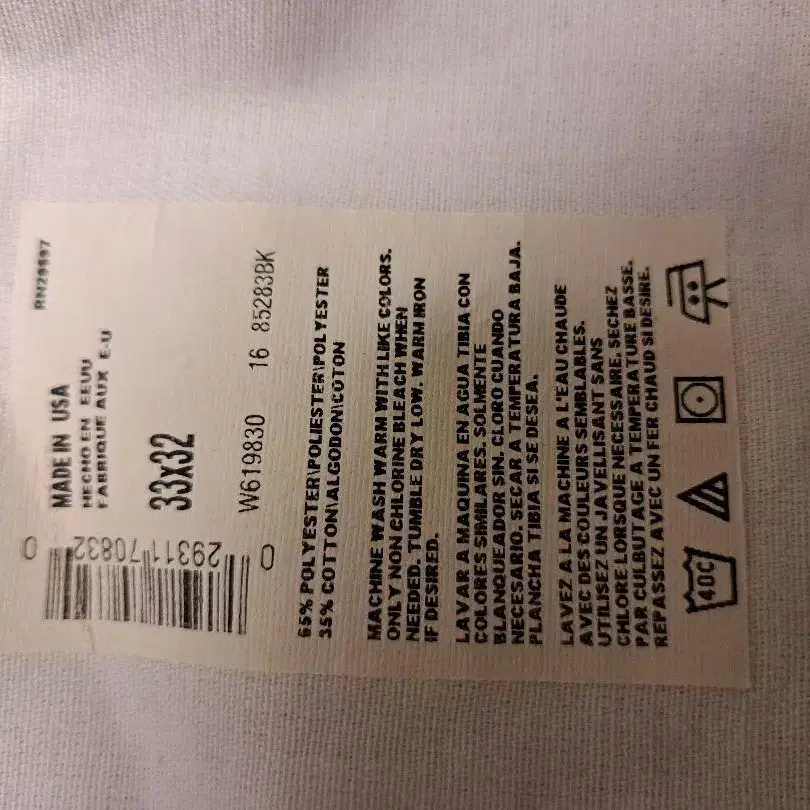 RN29697
MADE IN USA
HECHO EN EEUU
FABRIQUE AUX E-U
33x32
W619830 16 85283BK
0 29311 70832 0
65% POLYESTER\POLIESTER\POLYESTER
35% COTTON\ALGODON\COTON
MACHINE WASH WARM WITH LIKE COLORS.
ONLY NON CHLORINE BLEACH WHEN
NEEDED. TUMBLE DRY LOW. WARM IRON
IF DESIRED.
LAVAR A MAQUINA EN AGUA TIBIA CON
COLORES SIMILARES. SOLMENTE
BLANQUEADOR SIN. CLORO CUANDO
NECESARIO. SECAR A TEMPERATURA BAJA.
PLANCHA TIBIA SI SE DESEA.
LAVEZ A LA MACHINE A L'EAU CHAUDE
AVEC DES COULEURS SEMBLABLES.
UTILISEZ UN JAVELLISANT SANS
CHLORE LORSQUE NECESSAIRE. SECHEZ
PAR CULBUTAGE A TEMPERATURE BASSE.
REPASSEZ AVEC UN FER CHAUD SI DESIRE.
40C